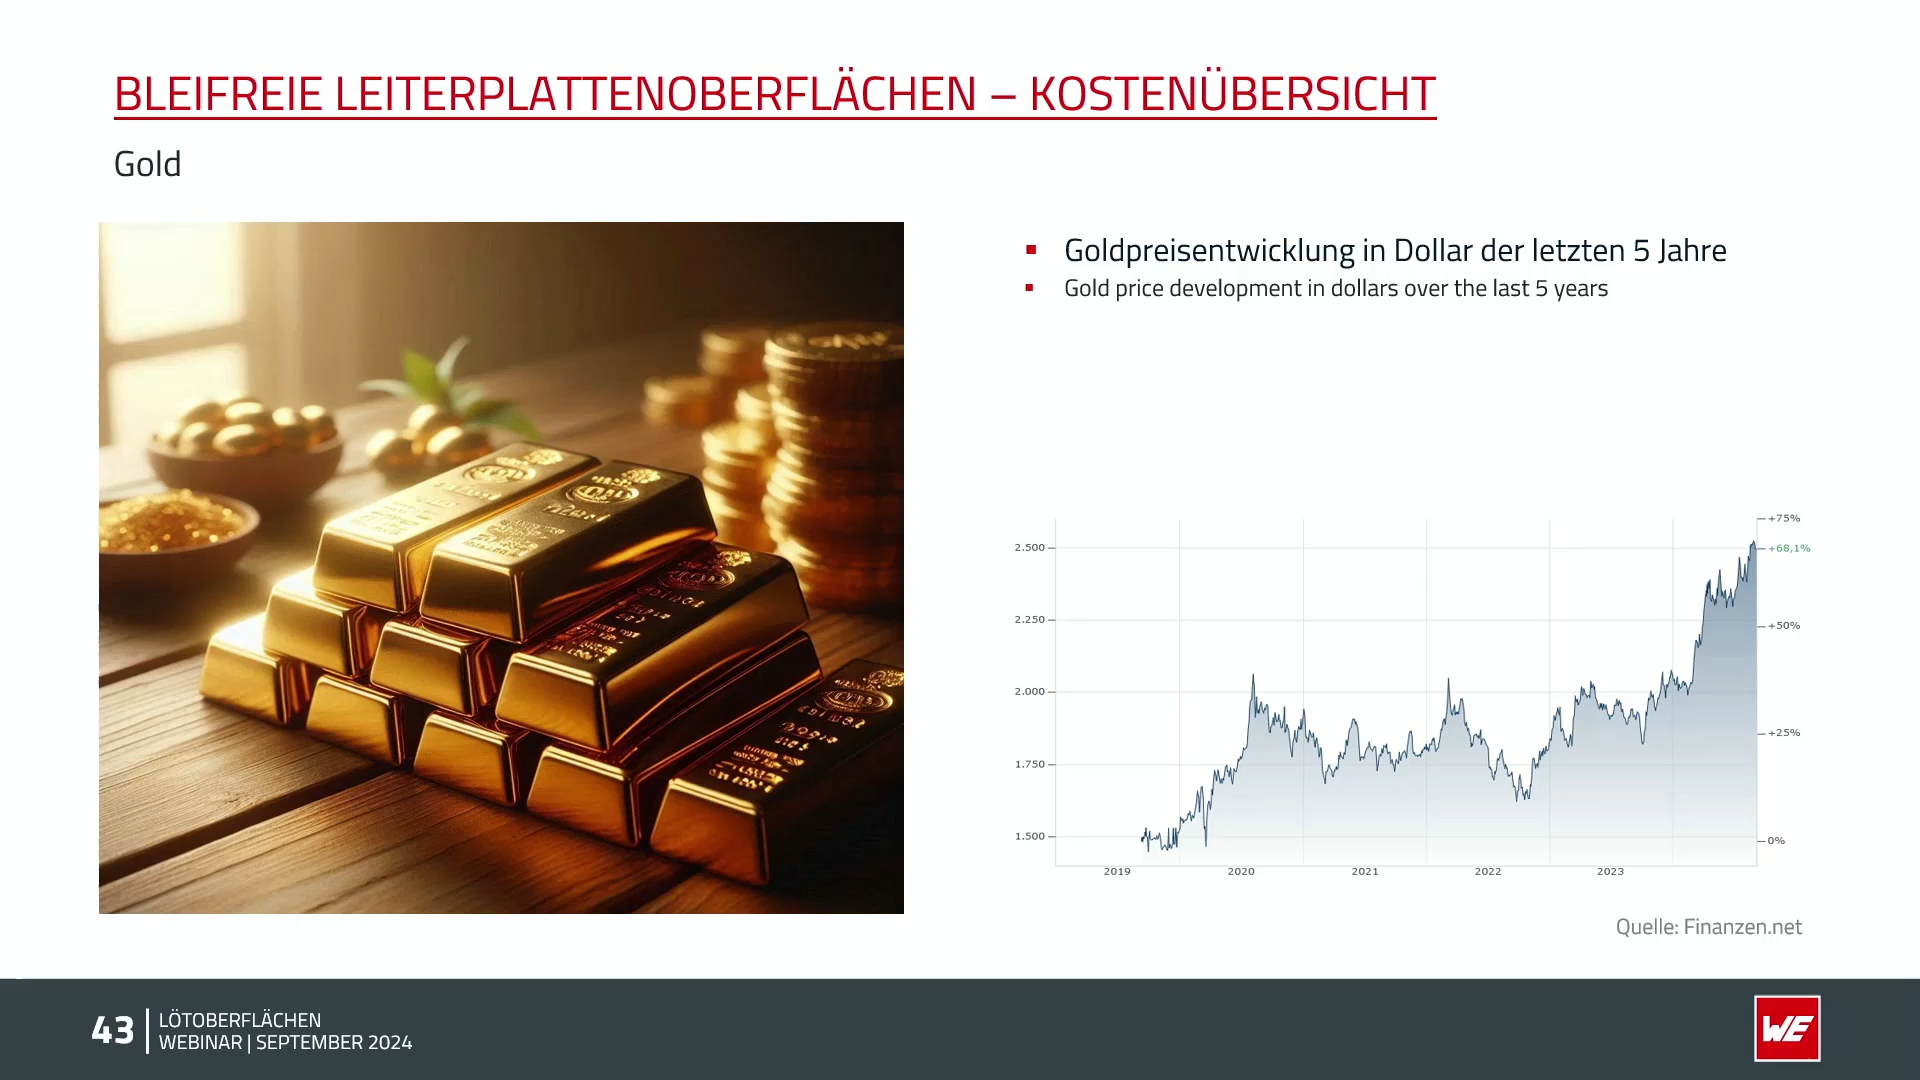 BLEIFREIE LEITERPLATTENOBERFLÄCHEN – KOSTENÜBERSICHT
Gold
▪ Goldpreisentwicklung in Dollar der letzten 5 Jahre
▪ Gold price development in dollars over the last 5 years
2.500
2.250
2.000
1.750
1.500
+75%
+68,1%
+50%
+25%
0%
2019 2020 2021 2022 2023
Quelle: Finanzen.net
43
LÖTOBERFLÄCHEN
WEBINAR | SEPTEMBER 2024
WE